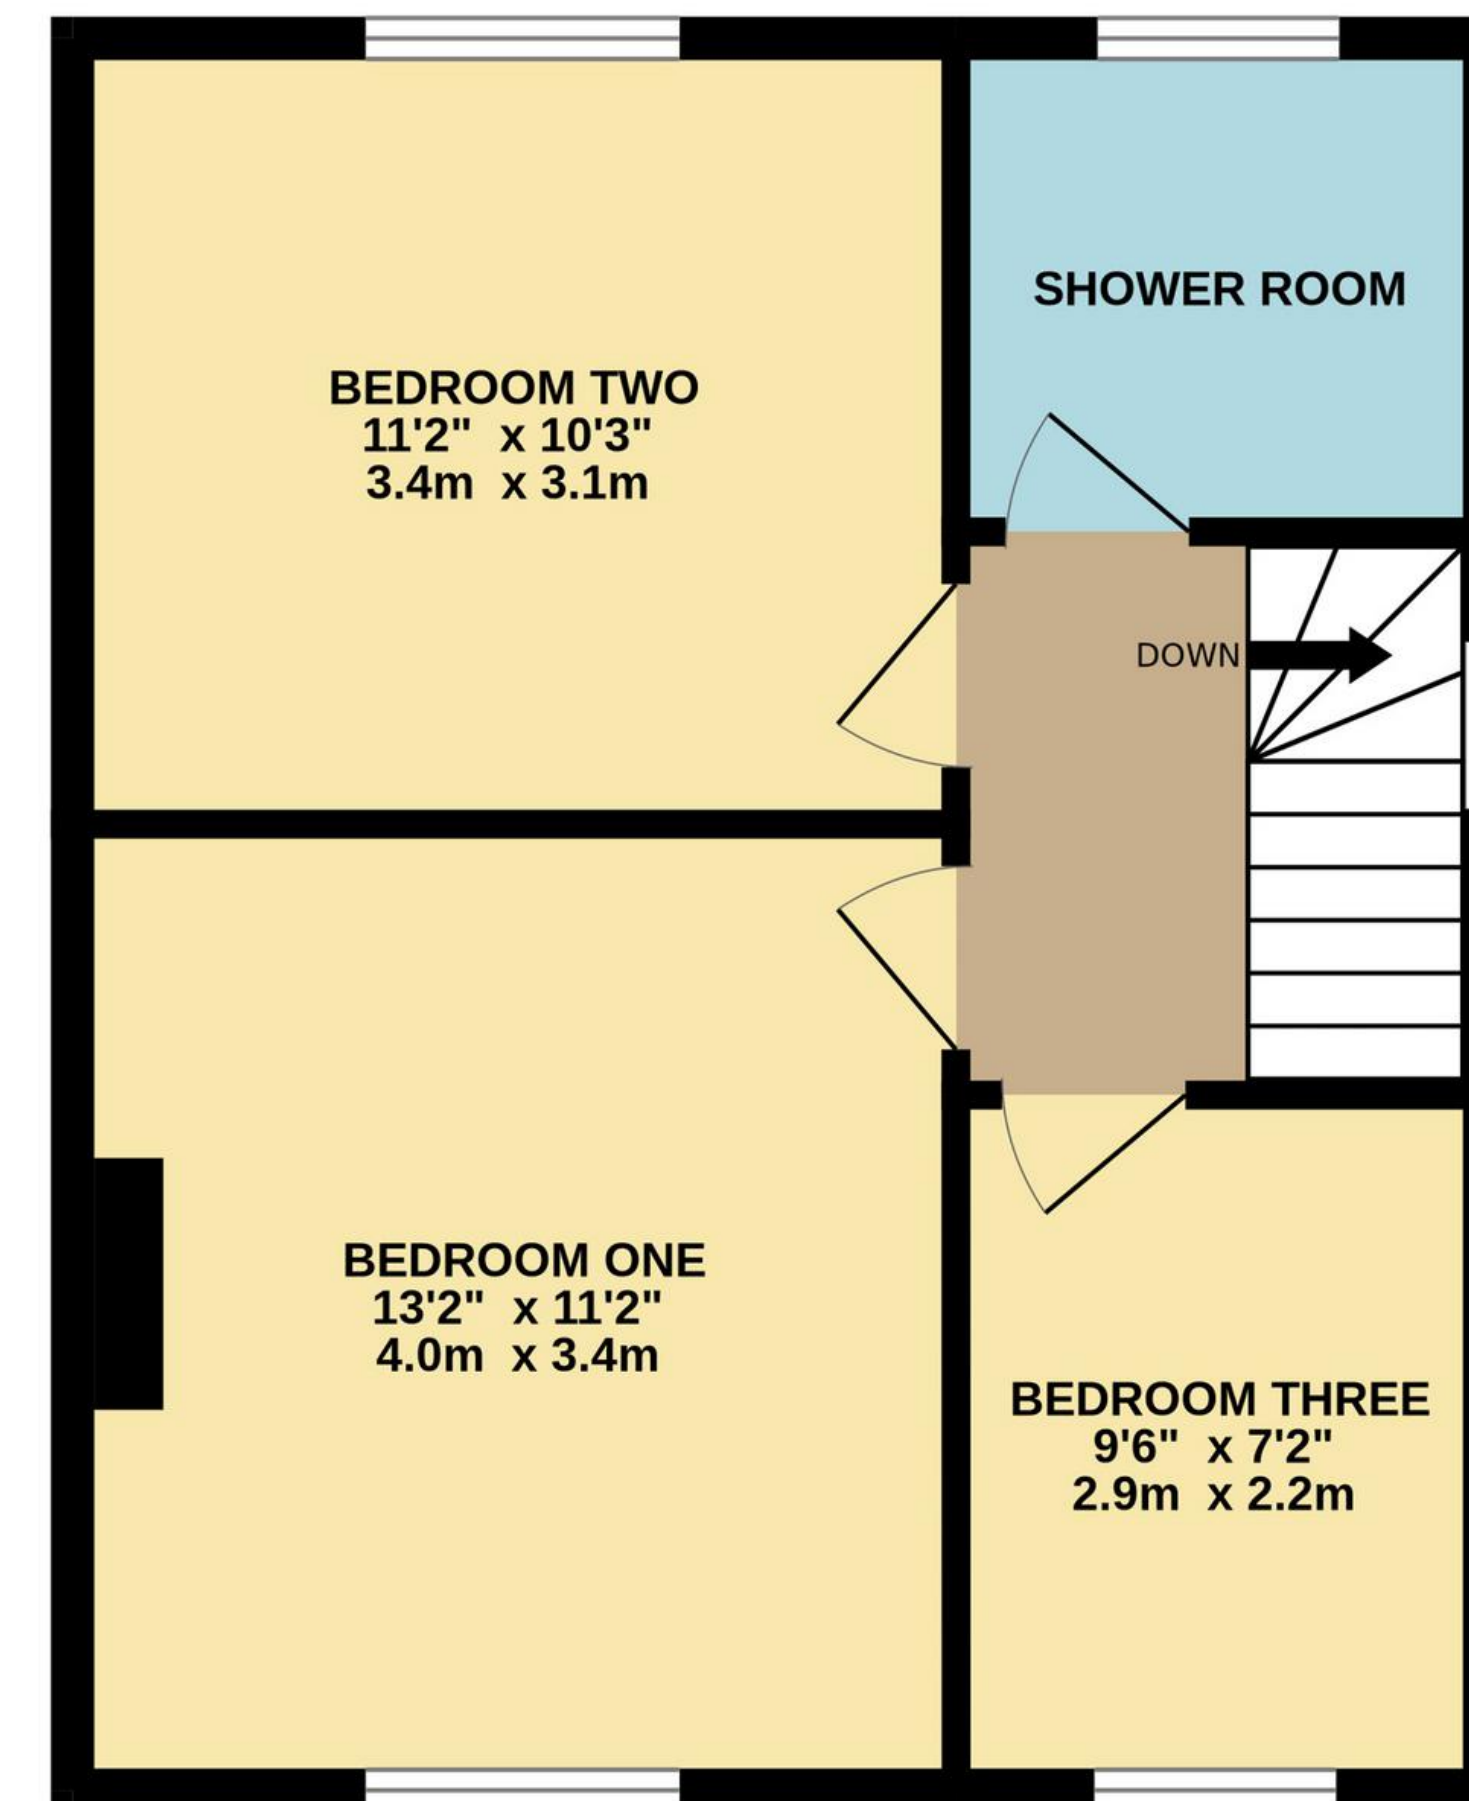 SHOWER ROOM
BEDROOM TWO
11'2" x 10'3"
3.4m x 3.1m
DOWN
BEDROOM ONE
13'2" x 11'2"
4.0m x 3.4m
BEDROOM THREE
9'6" x 7'2"
2.9m x 2.2m